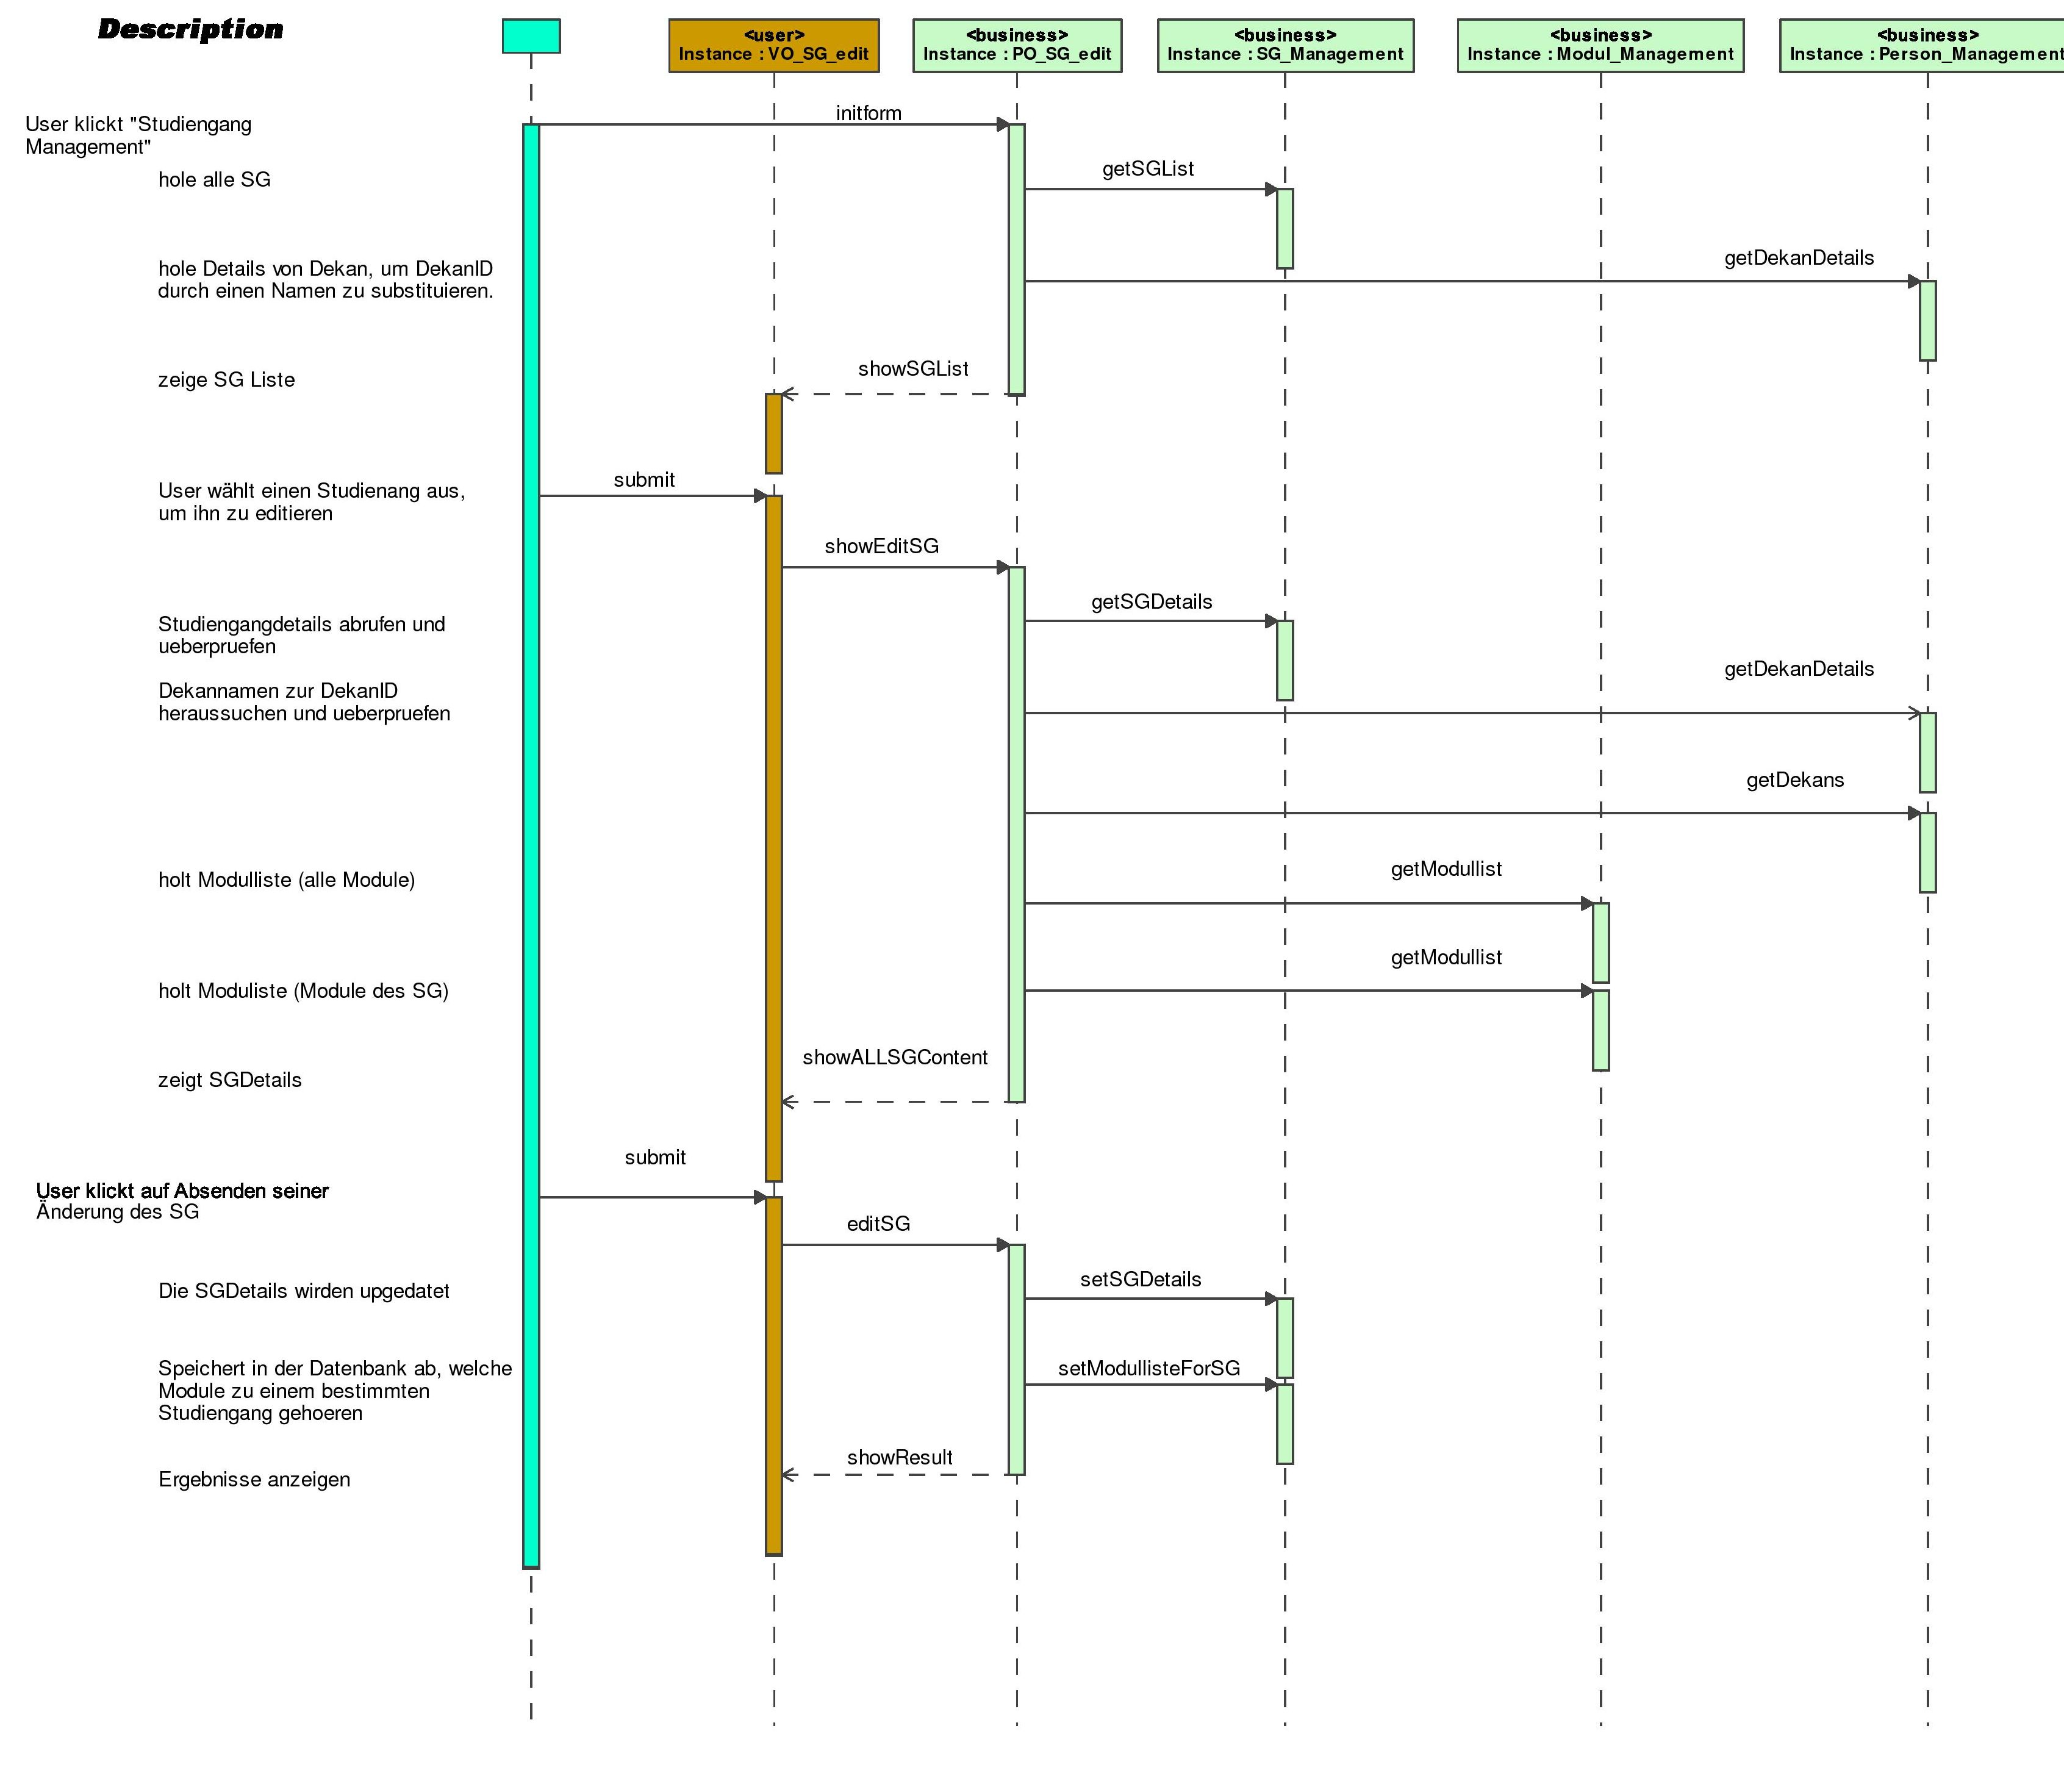 Description
<user>
Instance : VO_SG_edit
<business>
Instance : PO_SG_edit
<business>
Instance : SG_Management
<business>
Instance : Modul_Management
<business>
Instance : Person_Management
initform
User klickt "Studiengang
Management"
getSGList
hole alle SG
getDekanDetails
hole Details von Dekan, um DekanID
durch einen Namen zu substituieren.
showSGList
zeige SG Liste
submit
User wählt einen Studienang aus,
um ihn zu editieren
showEditSG
getSGDetails
Studiengangdetails abrufen und
ueberpruefen
getDekanDetails
Dekannamen zur DekanID
heraussuchen und ueberpruefen
getDekans
getModullist
holt Modulliste (alle Module)
getModullist
holt Moduliste (Module des SG)
showALLSGContent
zeigt SGDetails
submit
User klickt auf Absenden seiner
Änderung des SG
editSG
setSGDetails
Die SGDetails wirden upgedatet
setModullisteForSG
Speichert in der Datenbank ab, welche
Module zu einem bestimmten
Studiengang gehoeren
showResult
Ergebnisse anzeigen